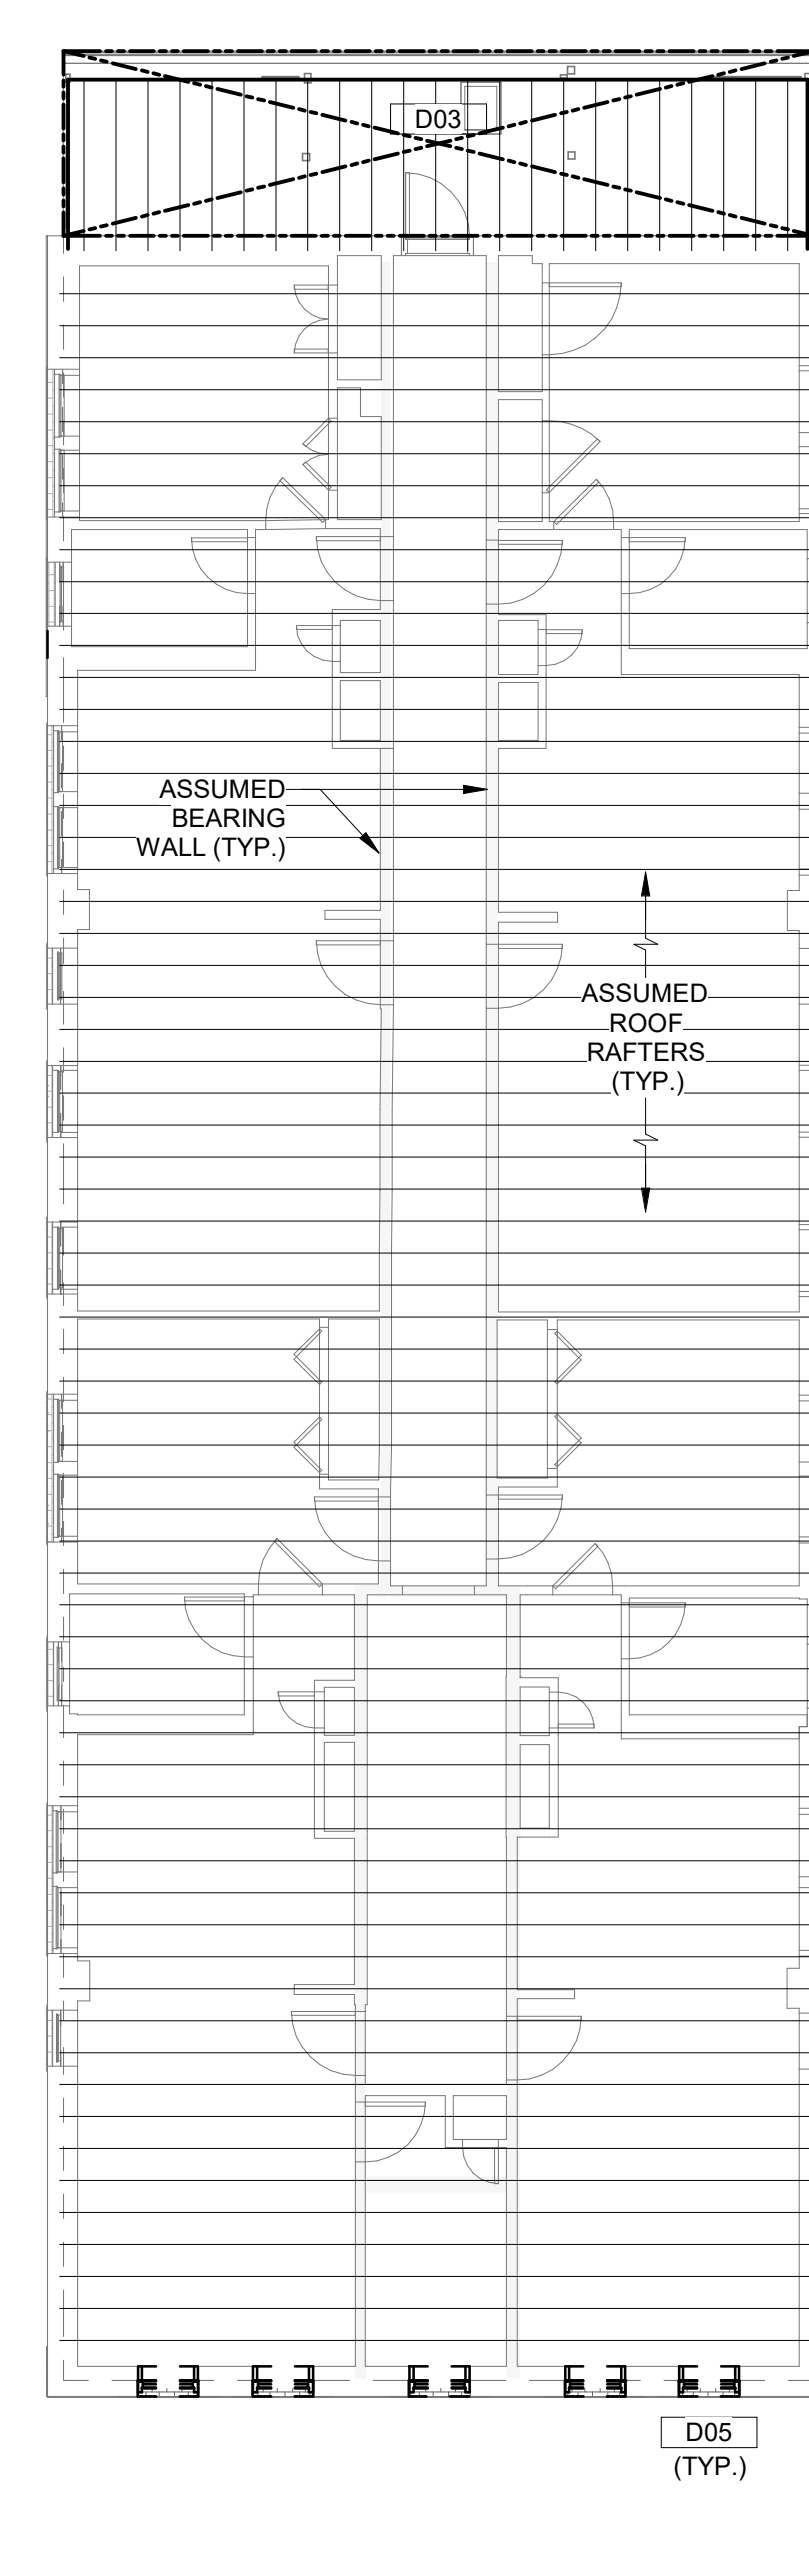 D03
ASSUMED
BEARING
WALL (TYP.)
ASSUMED
ROOF
RAFTERS
(TYP.)
D05
(TYP.)